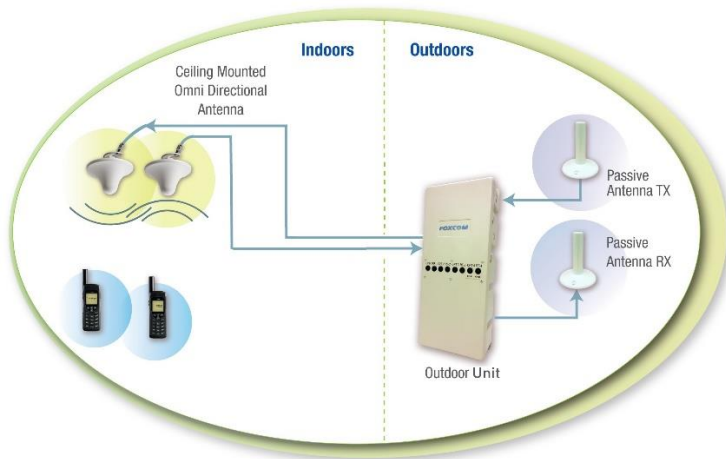 Indoors
Outdoors
Ceiling Mounted
Omni Directional
Antenna
Passive
Antenna TX
FOXCOM
Passive
Antenna RX
Outdoor Unit